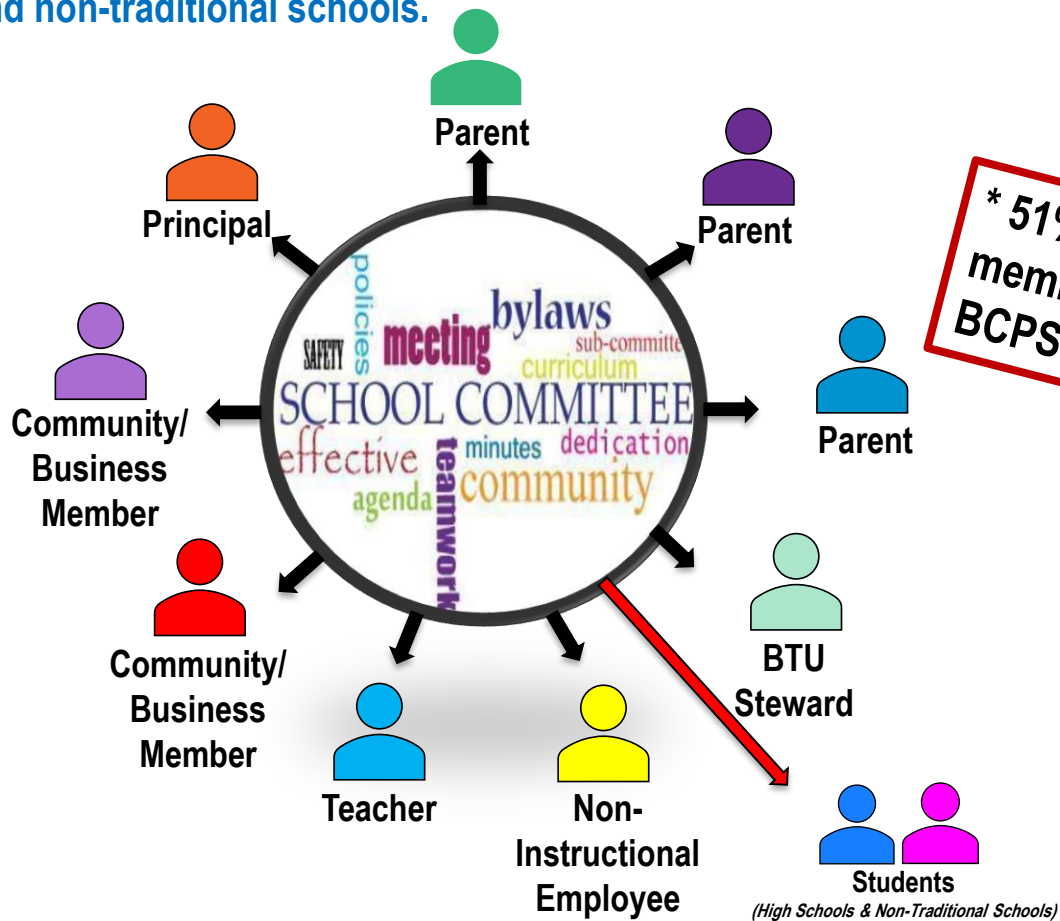 nd non-traditional schools.
Parent
Principal
Parent
Community/
Business
Member
Parent
policies
SAFETY
meeting
bylaws
sub-committe
curriculum
SCHOOL COMMITTEE
effective
teamwork
minutes
dedication
agenda
community
* 51%
BCPS
Community/
Business
Member
BTU
Steward
Teacher
Non-
Instructional
Employee
Students
(High Schools & Non-Traditional Schools)